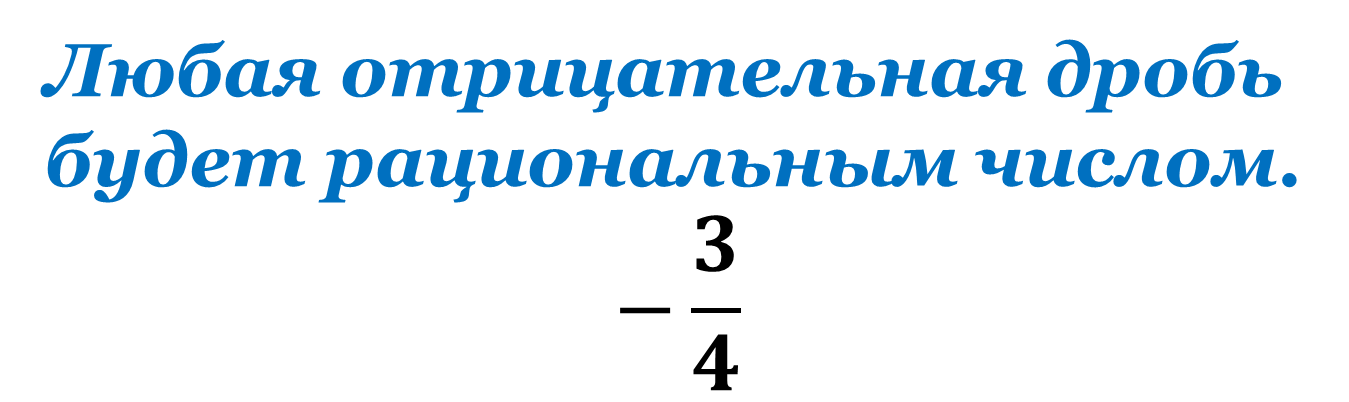 Любая отрицательная дробь
будет рациональным числом.
− 3/4